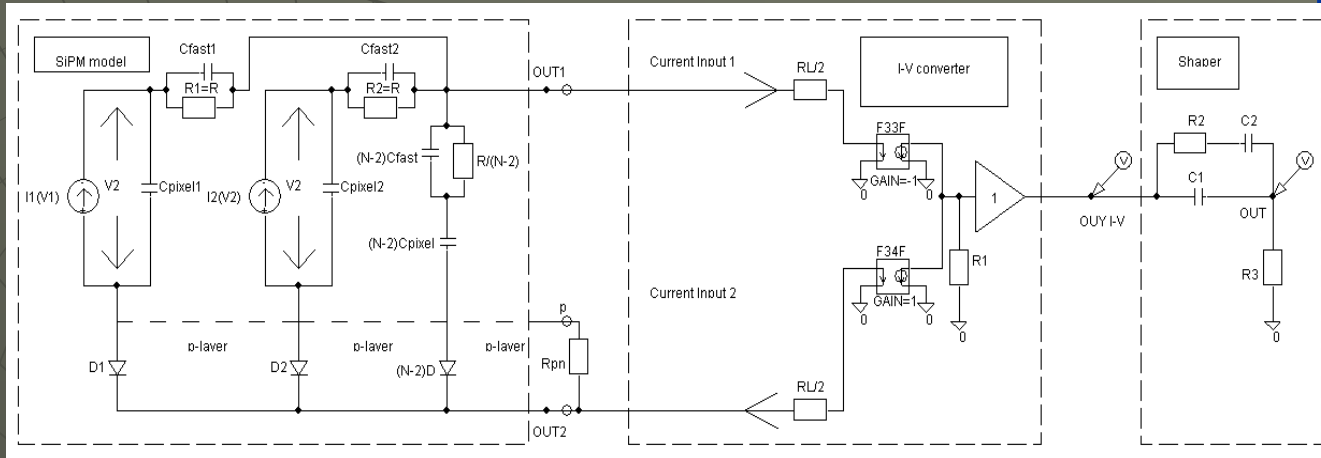 SiPM model
Cfast1
R1=R
Cfast2
R2=R
I1(V1)
V2
Cpixel1
I2(V2)
V2
Cpixel2
(N-2)Cfast
R/(N-2)
(N-2)Cpixel
p-layer
p-layer
p-layer
D1
D2
(N-2)D
OUT1
p
Rpn
OUT2
Current Input 1
RL/2
I-V converter
F33F
0
0
GAIN=-1
1
R1
0
Current Input 2
F34F
0
0
GAIN=1
RL/2
Shaper
V
OUY I-V
R2
C2
C1
V
OUT
R3
0